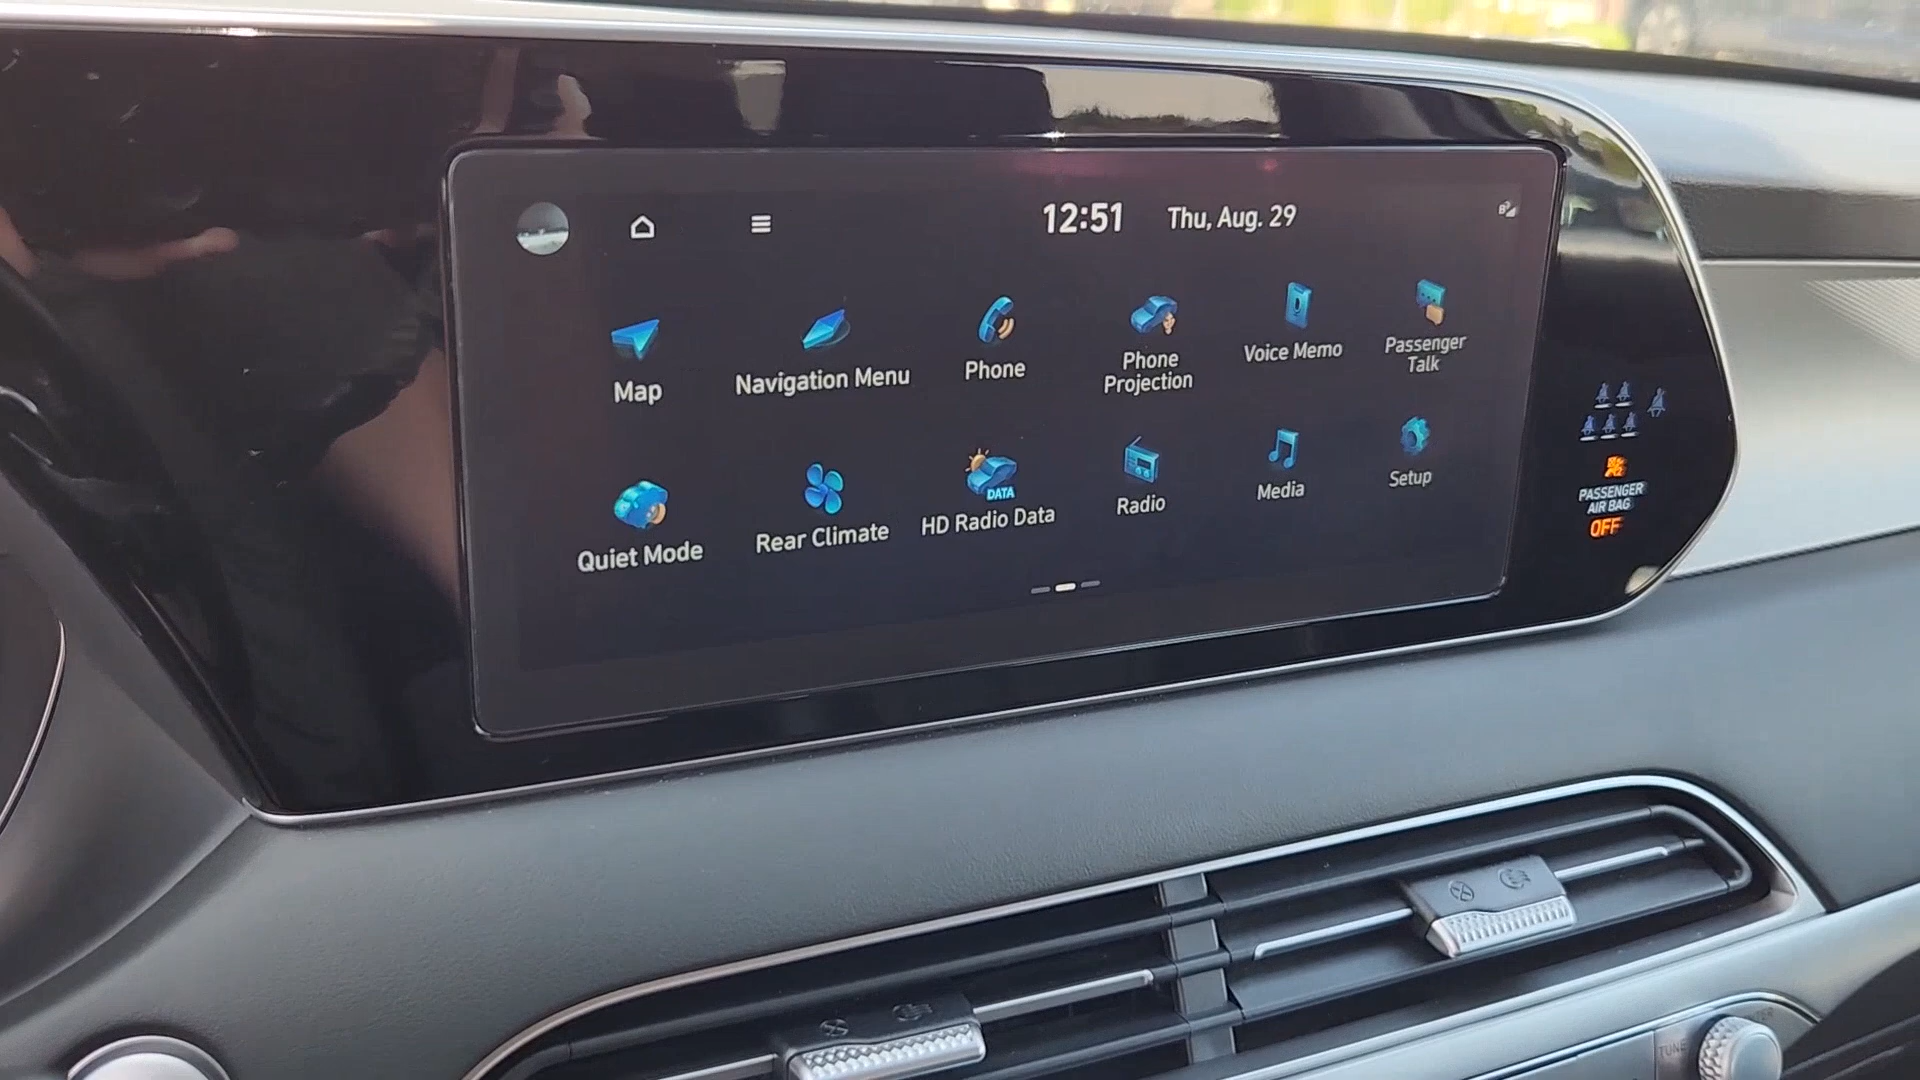 12:51 Thu, Aug. 29
Map
Navigation Menu
Phone
Phone
Projection
Voice Memo
Passenger
Talk
Quiet Mode
Rear Climate
DATA
HD Radio Data
Radio
Media
Setup
PASSENGER
AIR BAG
OFF
TUNE